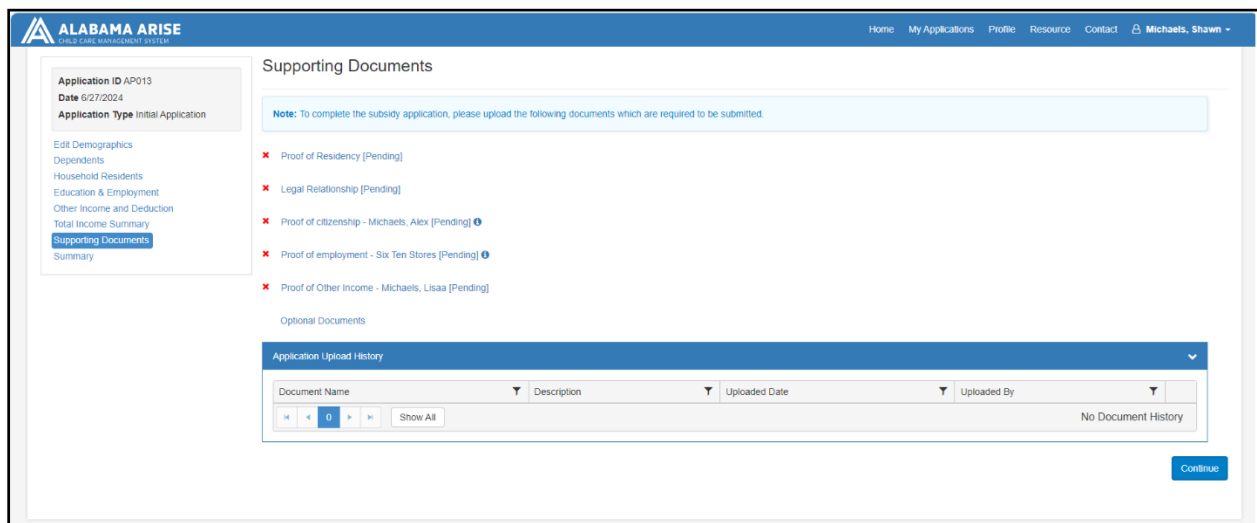 ALABAMA ARISE
CHILD CARE MANAGEMENT SYSTEM
Home My Applications Profile Resource Contact Michaels, Shawn
Application ID AP013
Date 6/27/2024
Application Type Initial Application
Edit Demographics
Dependents
Household Residents
Education & Employment
Other Income and Deduction
Total Income Summary
Supporting Documents
Summary
Supporting Documents
Note: To complete the subsidy application, please upload the following documents which are required to be submitted.
Proof of Residency [Pending]
Legal Relationship [Pending]
Proof of citizenship - Michaels, Alex [Pending]
Proof of employment - Six Ten Stores [Pending]
Proof of Other Income - Michaels, Lisaa [Pending]
Optional Documents
Application Upload History
Document Name Description Uploaded Date Uploaded By
0 Show All No Document History
Continue